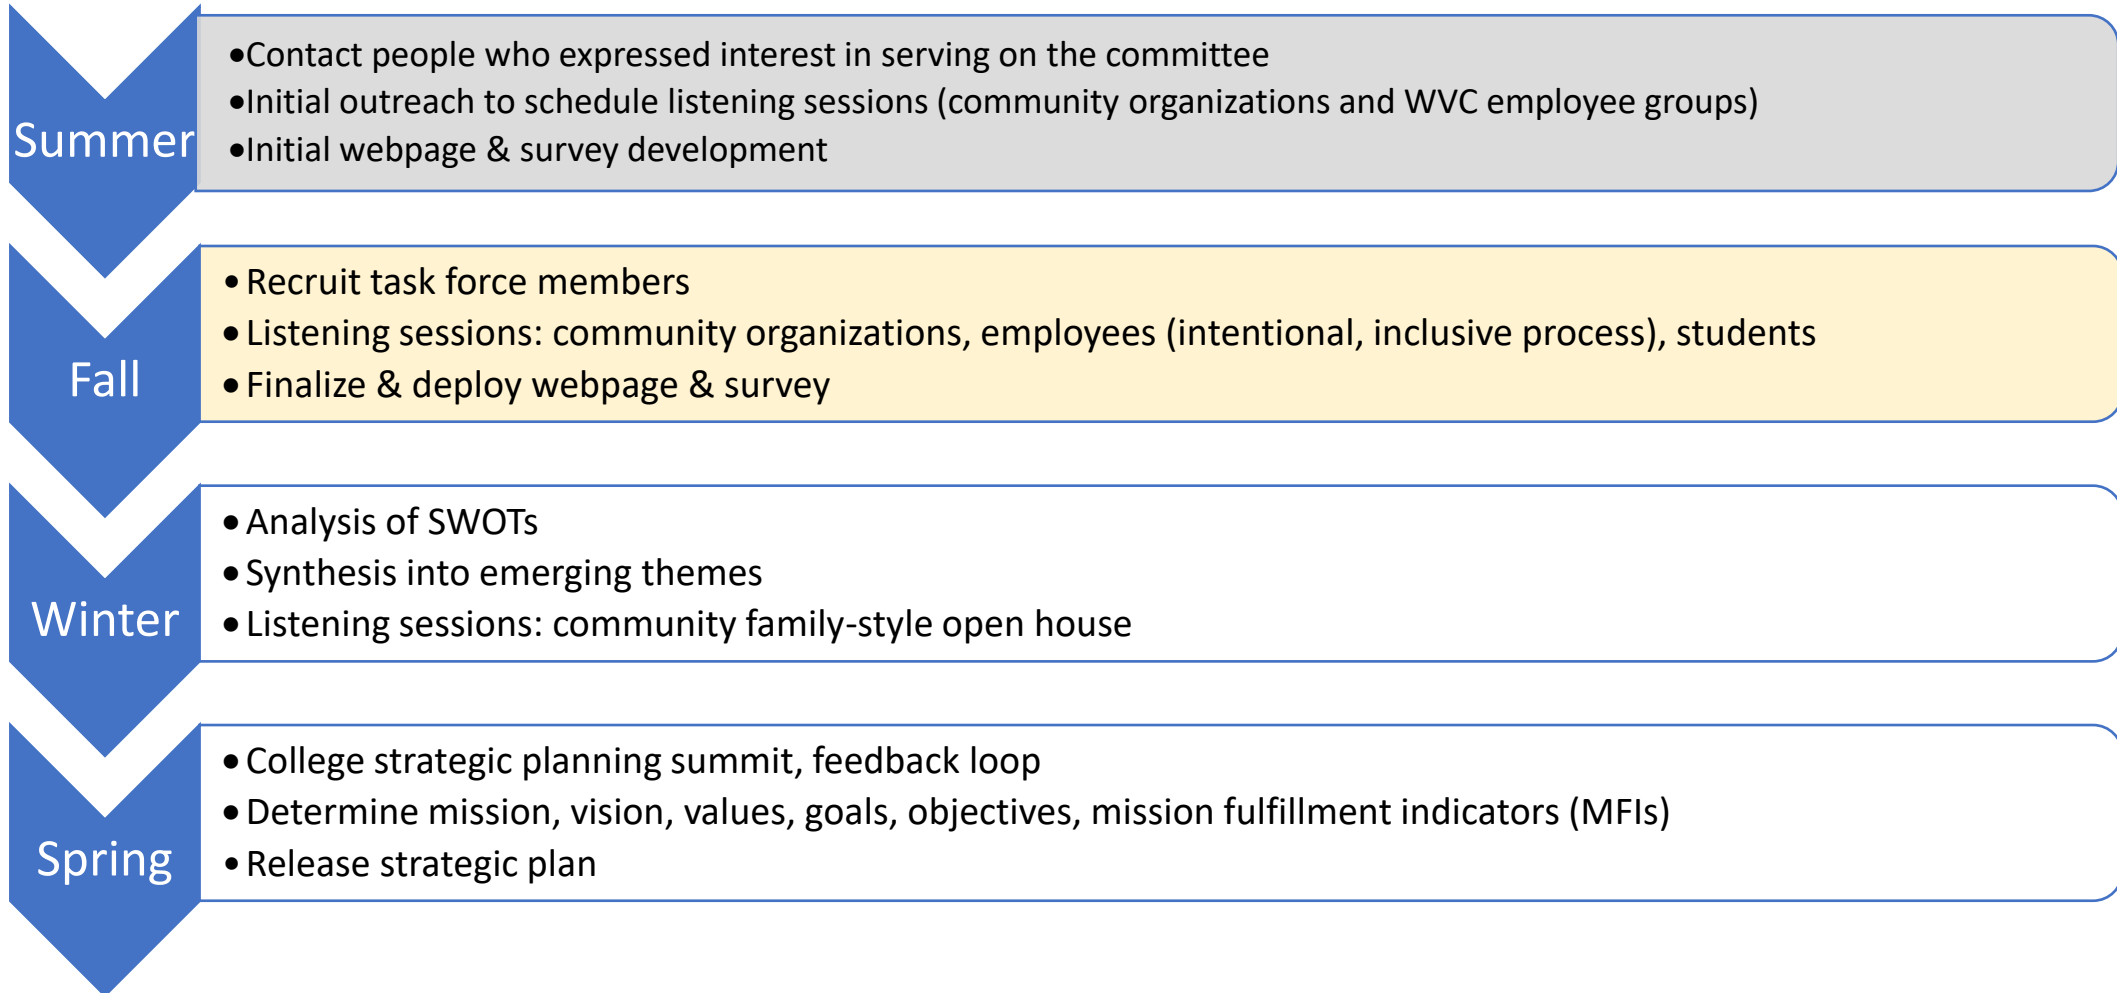 Summer
•Contact people who expressed interest in serving on the committee
•Initial outreach to schedule listening sessions (community organizations and WVC employee groups)
•Initial webpage & survey development
Fall
•Recruit task force members
•Listening sessions: community organizations, employees (intentional, inclusive process), students
•Finalize & deploy webpage & survey
Winter
•Analysis of SWOTs
•Synthesis into emerging themes
•Listening sessions: community family-style open house
Spring
•College strategic planning summit, feedback loop
•Determine mission, vision, values, goals, objectives, mission fulfillment indicators (MFIs)
•Release strategic plan